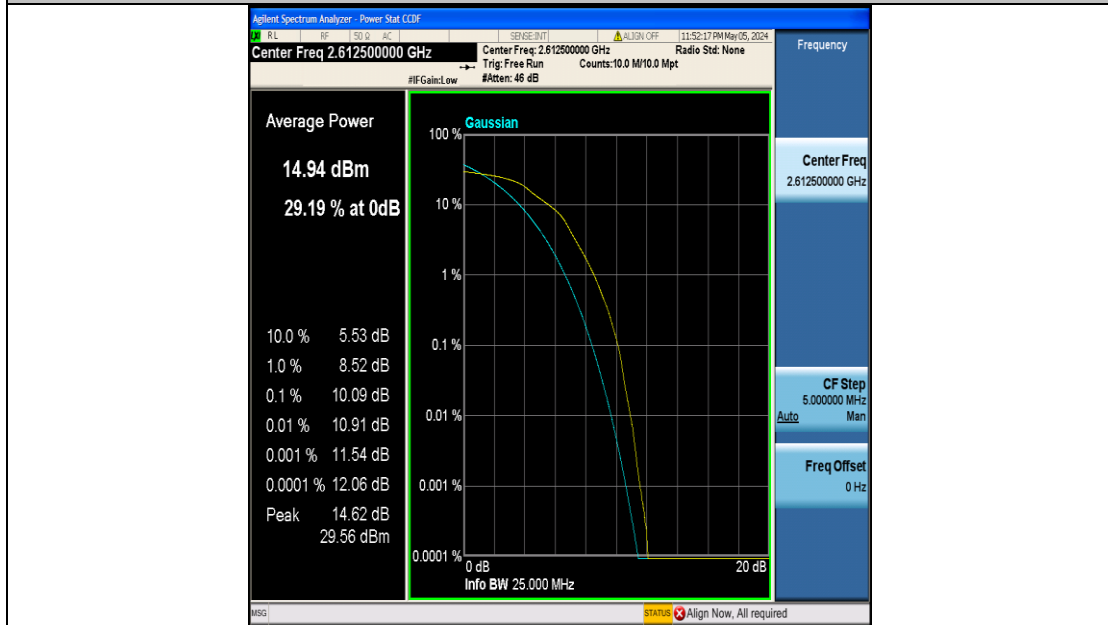 Agilent Spectrum Analyzer - Power Stat CCDF
RL RF 50 Ω AC SENSE:INT ALIGN OFF 11:52:17 PM May 05, 2024
Center Freq 2.612500000 GHz
Center Freq: 2.612500000 GHz Radio Std: None
Trig: Free Run Counts:10.0 M/10.0 Mpt
#IFGain:Low #Atten: 46 dB
Average Power
14.94 dBm
29.19 % at 0dB
10.0 % 5.53 dB
1.0 % 8.52 dB
0.1 % 10.09 dB
0.01 % 10.91 dB
0.001 % 11.54 dB
0.0001 % 12.06 dB
Peak 14.62 dB
29.56 dBm
Gaussian
100 %
10 %
1 %
0.1 %
0.01 %
0.001 %
0.0001 %
0 dB 20 dB
Info BW 25.000 MHz
Frequency
Center Freq
2.612500000 GHz
CF Step
5.000000 MHz
Auto Man
Freq Offset
0 Hz
MSG STATUS Align Now, All required